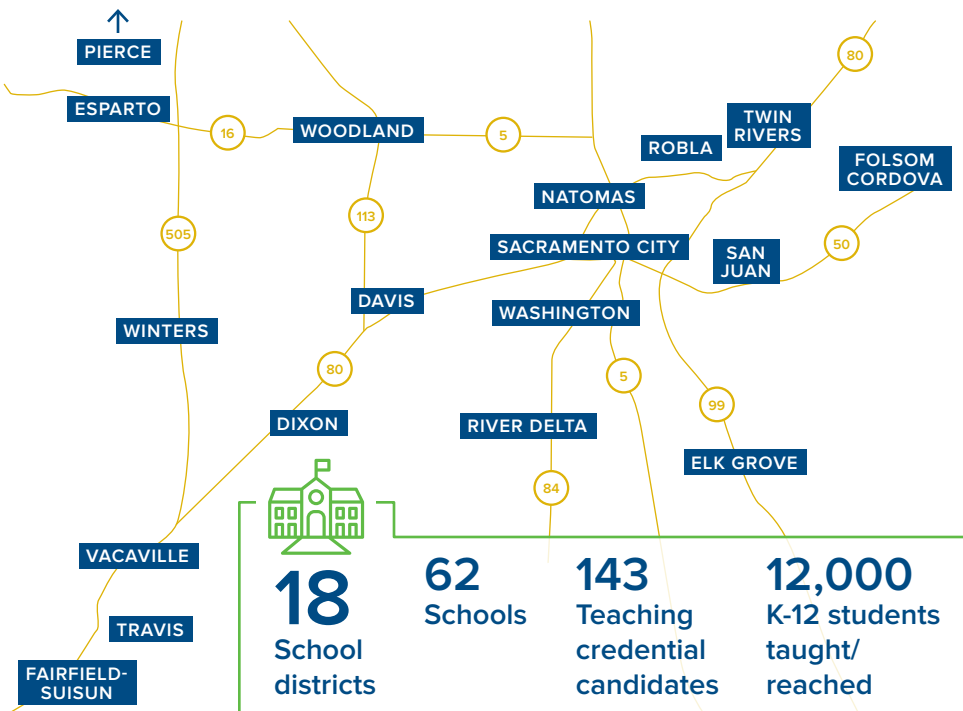 PIERCE
80
ESPARTO
16
WOODLAND
5
TWIN
RIVERS
ROBLA
FOLSOM
CORDOVA
NATOMAS
113
505
SACRAMENTO CITY
SAN
JUAN
50
DAVIS
WASHINGTON
WINTERS
80
5
99
DIXON
RIVER DELTA
ELK GROVE
84
VACAVILLE
TRAVIS
FAIRFIELD-
SUISUN
18
School
districts
62
Schools
143
Teaching
credential
candidates
12,000
K-12 students
taught/
reached